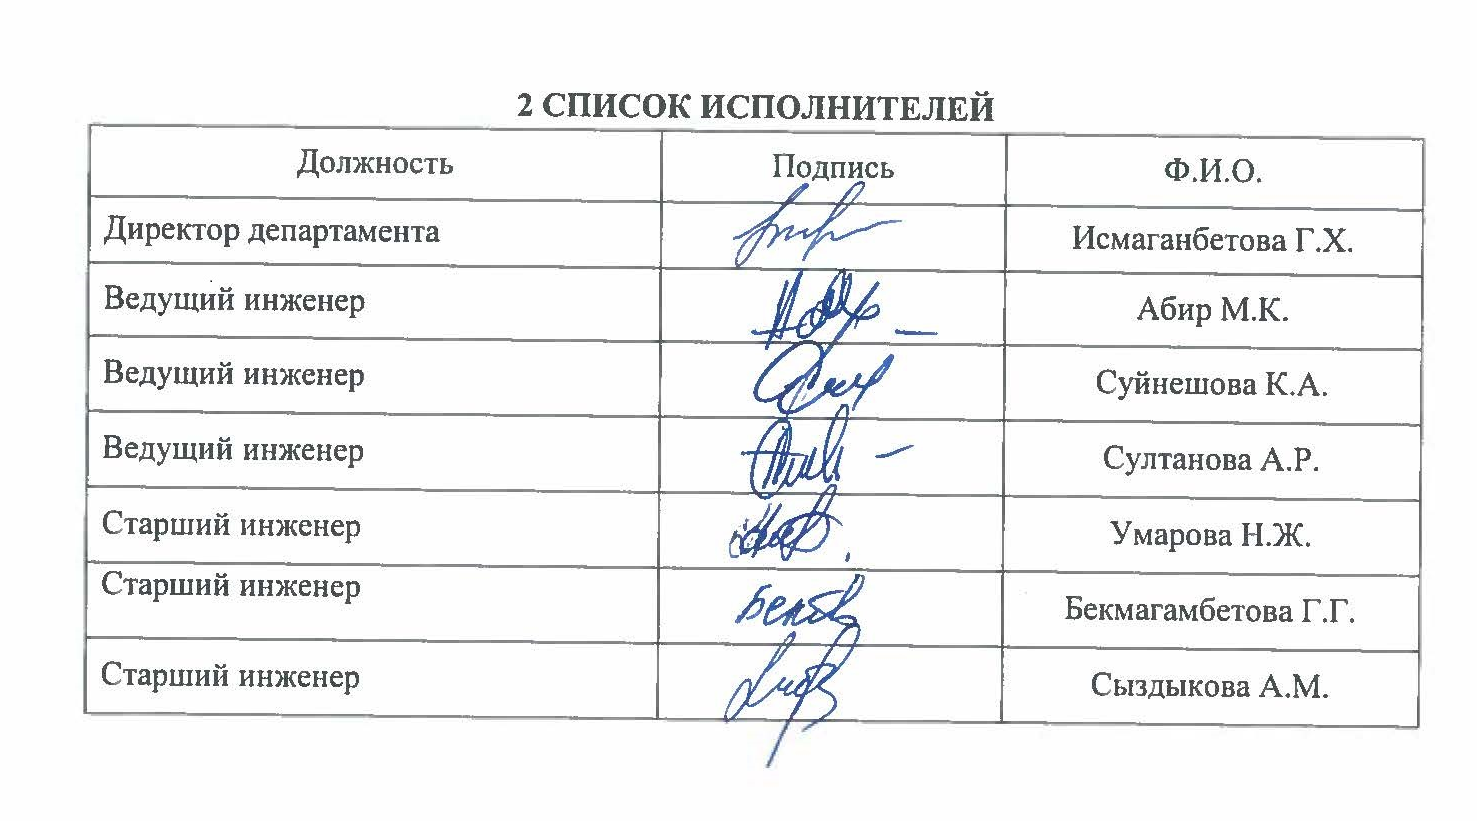 2 СПИСОК ИСПОЛНИТЕЛЕЙ
Должность Подпись Ф.И.О.
Директор департамента Исмаганбетова Г.Х.
Ведущий инженер Абир М.К.
Ведущий инженер Суйнешова К.А.
Ведущий инженер Султанова А.Р.
Старший инженер Умарова Н.Ж.
Старший инженер Бекмагамбетова Г.Г.
Старший инженер Сыздыкова А.М.